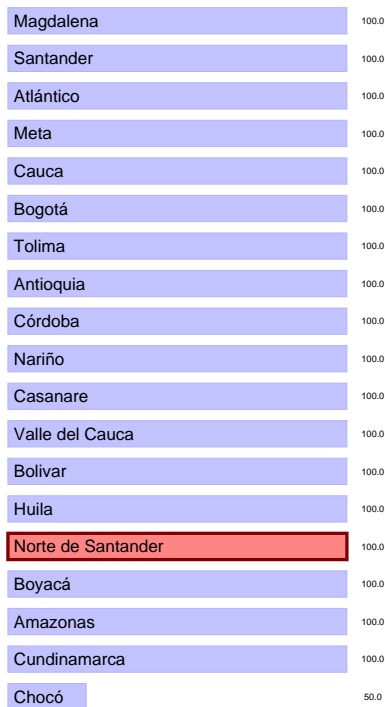 Magdalena 100.0
Santander 100.0
Atlántico 100.0
Meta 100.0
Cauca 100.0
Bogotá 100.0
Tolima 100.0
Antioquia 100.0
Córdoba 100.0
Nariño 100.0
Casanare 100.0
Valle del Cauca 100.0
Bolivar 100.0
Huila 100.0
Norte de Santander 100.0
Boyacá 100.0
Amazonas 100.0
Cundinamarca 100.0
Chocó 50.0